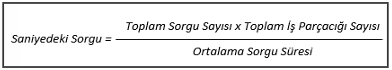 Toplam Sorgu Sayısı x Toplam İş Parçacığı Sayısı
Saniyedeki Sorgu =
Ortalama Sorgu Süresi